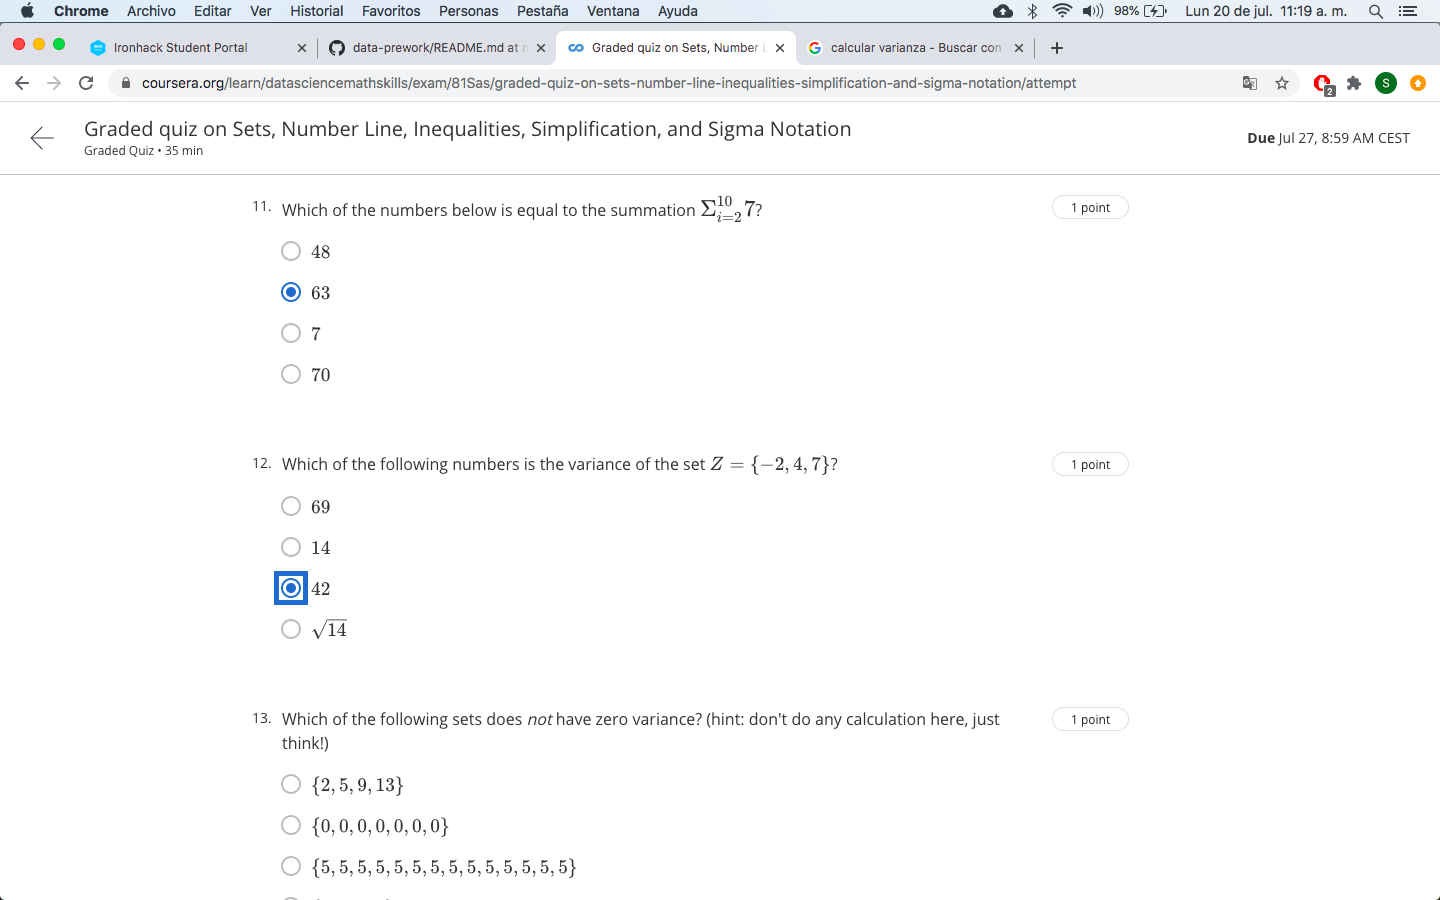 Chrome Archivo Editar Ver Historial Favoritos Personas Pestaña Ventana Ayuda 98% Lun 20 de jul. 11:19 a. m.
Ironhack Student Portal data-prework/README.md at Graded quiz on Sets, Number calcular varianza - Buscar con
coursera.org/learn/datasciencemathskills/exam/81Sas/graded-quiz-on-sets-number-line-inequalities-simplification-and-sigma-notation/attempt 2 S
Graded quiz on Sets, Number Line, Inequalities, Simplification, and Sigma Notation
Graded Quiz • 35 min
Due Jul 27, 8:59 AM CEST
11. Which of the numbers below is equal to the summation Σ_{i=2}^{10} 7? 1 point
48
63
7
70
12. Which of the following numbers is the variance of the set Z = {−2, 4, 7}? 1 point
69
14
42
√14
13. Which of the following sets does not have zero variance? (hint: don't do any calculation here, just 1 point
think!)
{2, 5, 9, 13}
{0, 0, 0, 0, 0, 0, 0}
{5, 5, 5, 5, 5, 5, 5, 5, 5, 5, 5, 5, 5, 5}